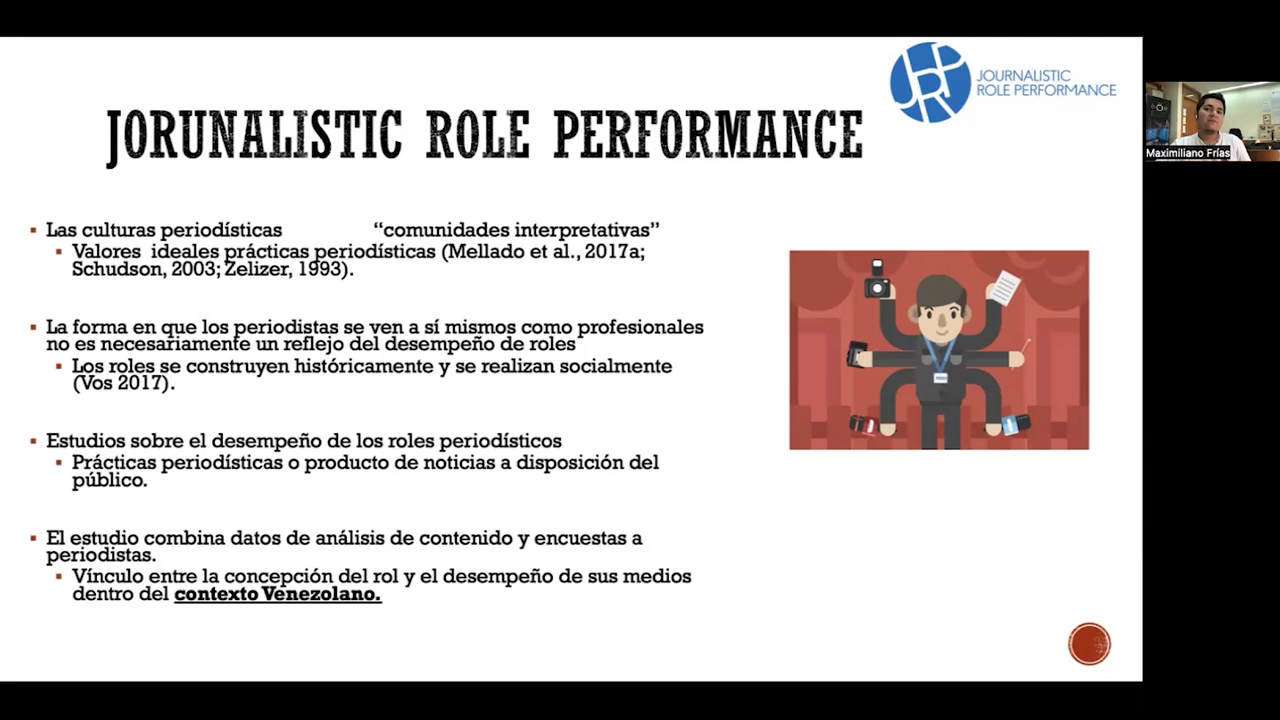 JRP
JOURNALISTIC
ROLE PERFORMANCE
JORUNALISTIC ROLE PERFORMANCE
Maximiliano Frías
▪ Las culturas periodísticas “comunidades interpretativas”
▪ Valores ideales prácticas periodísticas (Mellado et al., 2017a;
Schudson, 2003; Zelizer, 1993).
▪ La forma en que los periodistas se ven a sí mismos como profesionales
no es necesariamente un reflejo del desempeño de roles
▪ Los roles se construyen históricamente y se realizan socialmente
(Vos 2017).
▪ Estudios sobre el desempeño de los roles periodísticos
▪ Prácticas periodísticas o producto de noticias a disposición del
público.
▪ El estudio combina datos de análisis de contenido y encuestas a
periodistas.
▪ Vínculo entre la concepción del rol y el desempeño de sus medios
dentro del contexto Venezolano.